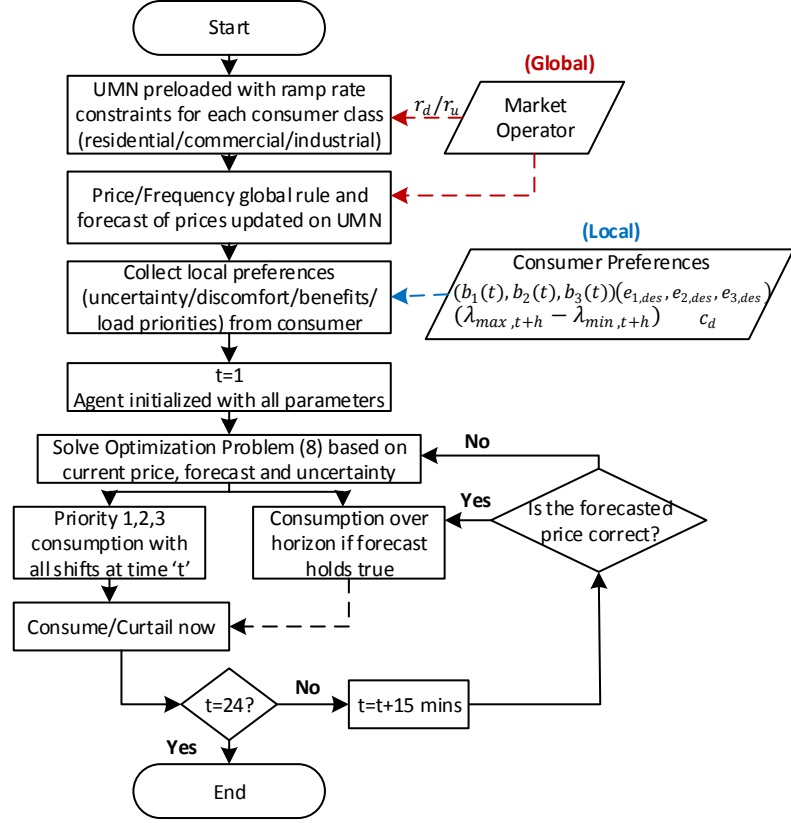 Start
(Global)
UMN preloaded with ramp rate
constraints for each consumer class
(residential/commercial/industrial)
r_d/r_u
Market
Operator
Price/Frequency global rule and
forecast of prices updated on UMN
(Local)
Collect local preferences
(uncertainty/discomfort/benefits/
load priorities) from consumer
Consumer Preferences
(b_1(t), b_2(t), b_3(t))(e_{1,des}, e_{2,des}, e_{3,des})
(λ_{max,t+h} − λ_{min,t+h}) c_d
t=1
Agent initialized with all parameters
Solve Optimization Problem (8) based on
current price, forecast and uncertainty
No
Yes
Is the forecasted
price correct?
Priority 1,2,3
consumption with
all shifts at time ‘t’
Consumption over
horizon if forecast
holds true
Consume/Curtail now
t=24?
No
t=t+15 mins
Yes
End